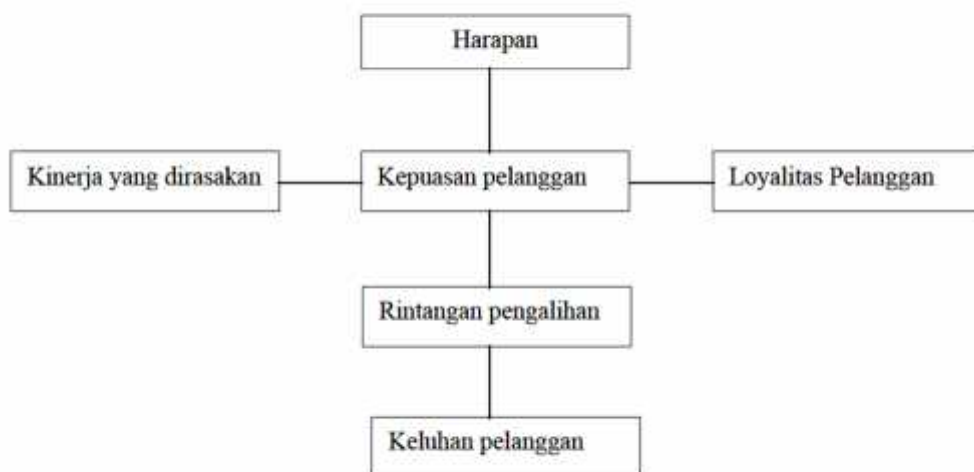 Harapan
Kinerja yang dirasakan
Kepuasan pelanggan
Loyalitas Pelanggan
Rintangan pengalihan
Keluhan pelanggan